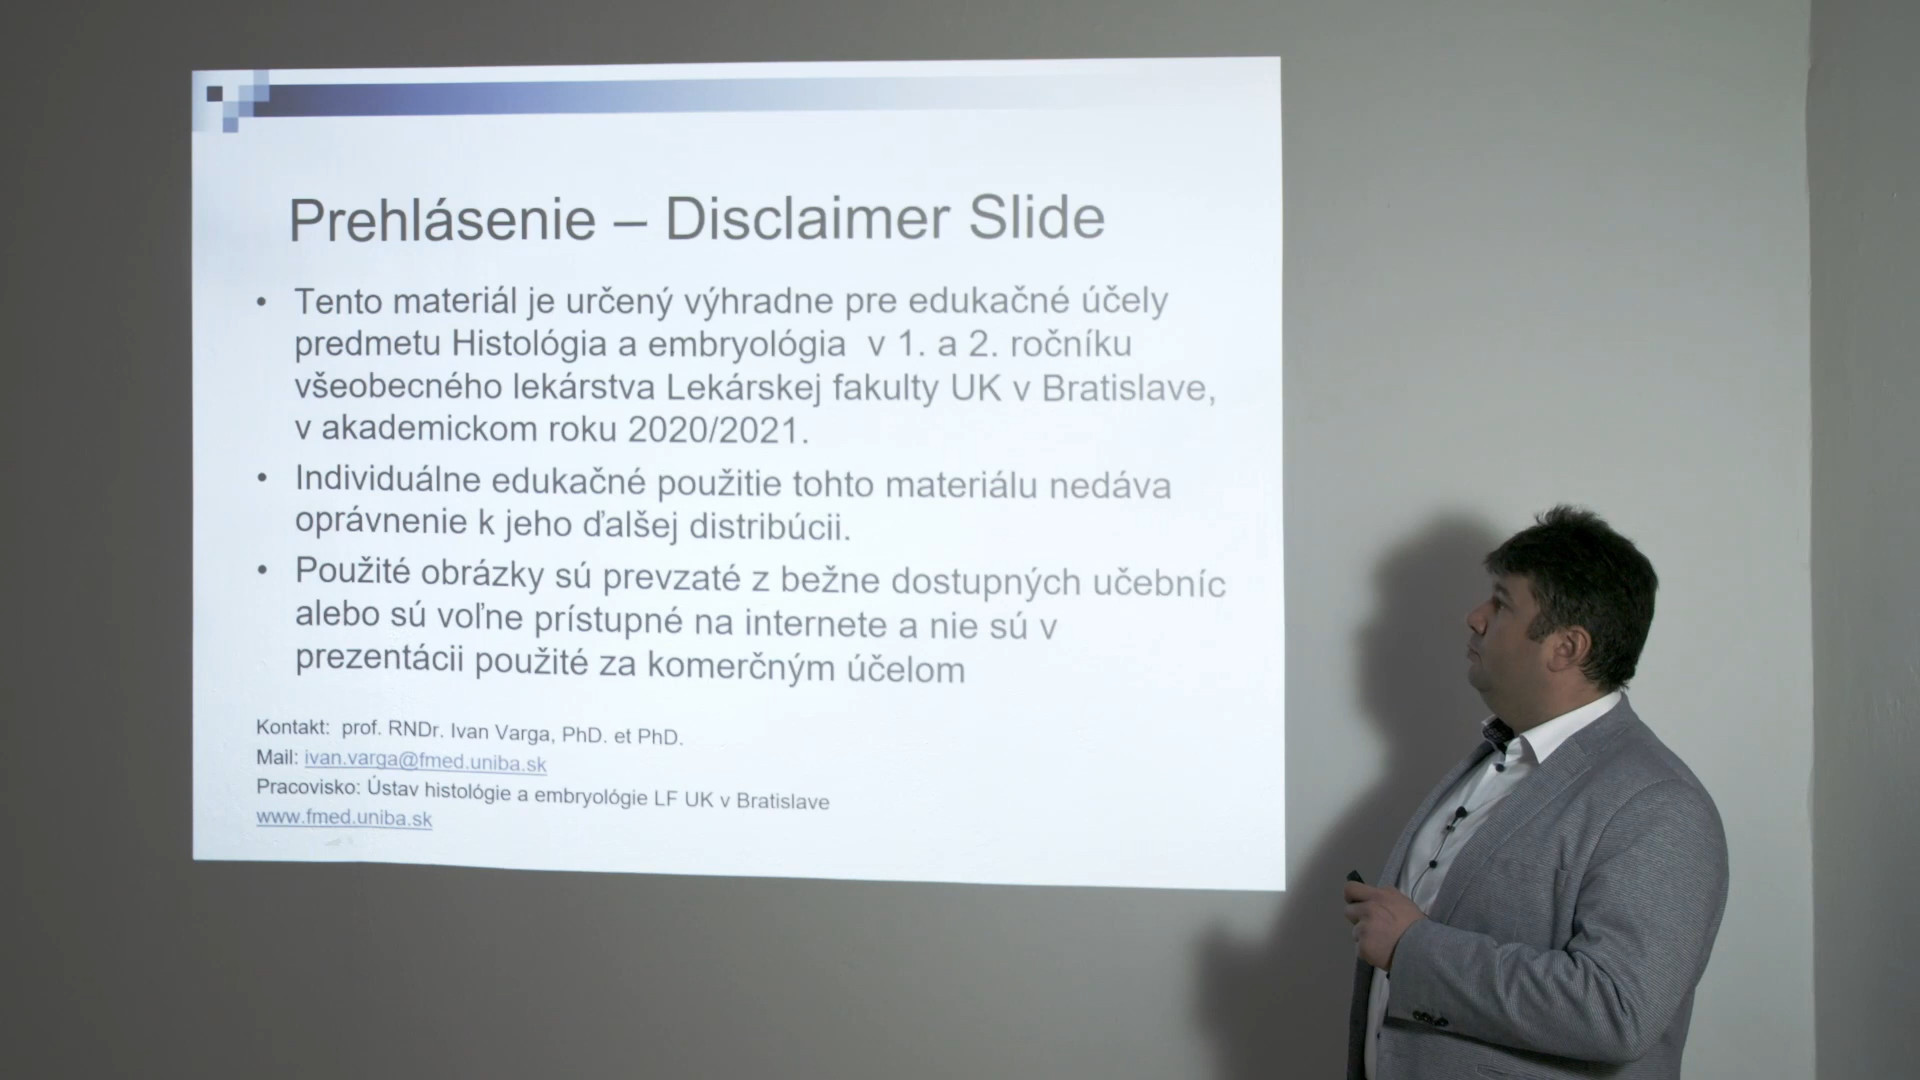 Prehlásenie – Disclaimer Slide
• Tento materiál je určený výhradne pre edukačné účely
predmetu Histológia a embryológia v 1. a 2. ročníku
všeobecného lekárstva Lekárskej fakulty UK v Bratislave,
v akademickom roku 2020/2021.
• Individuálne edukačné použitie tohto materiálu nedáva
oprávnenie k jeho ďalšej distribúcii.
• Použité obrázky sú prevzaté z bežne dostupných učebníc
alebo sú voľne prístupné na internete a nie sú v
prezentácii použité za komerčným účelom
Kontakt: prof. RNDr. Ivan Varga, PhD. et PhD.
Mail: ivan.varga@fmed.uniba.sk
Pracovisko: Ústav histológie a embryológie LF UK v Bratislave
www.fmed.uniba.sk